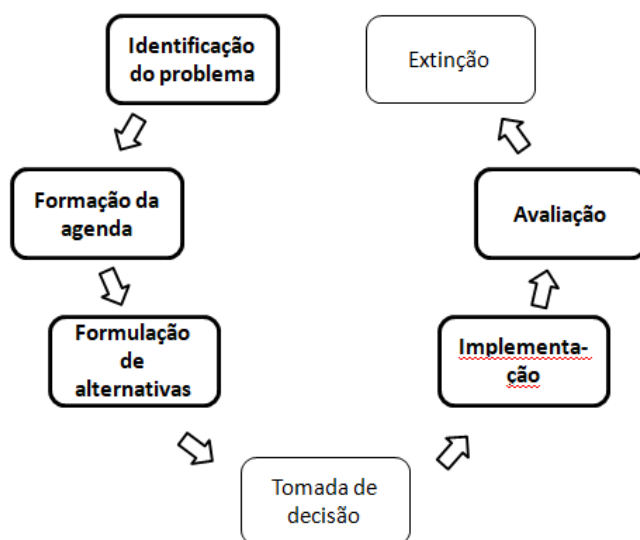 Identificação
do problema
Formação da
agenda
Formulação
de
alternativas
Tomada de
decisão
Implementa-
ção
Avaliação
Extinção